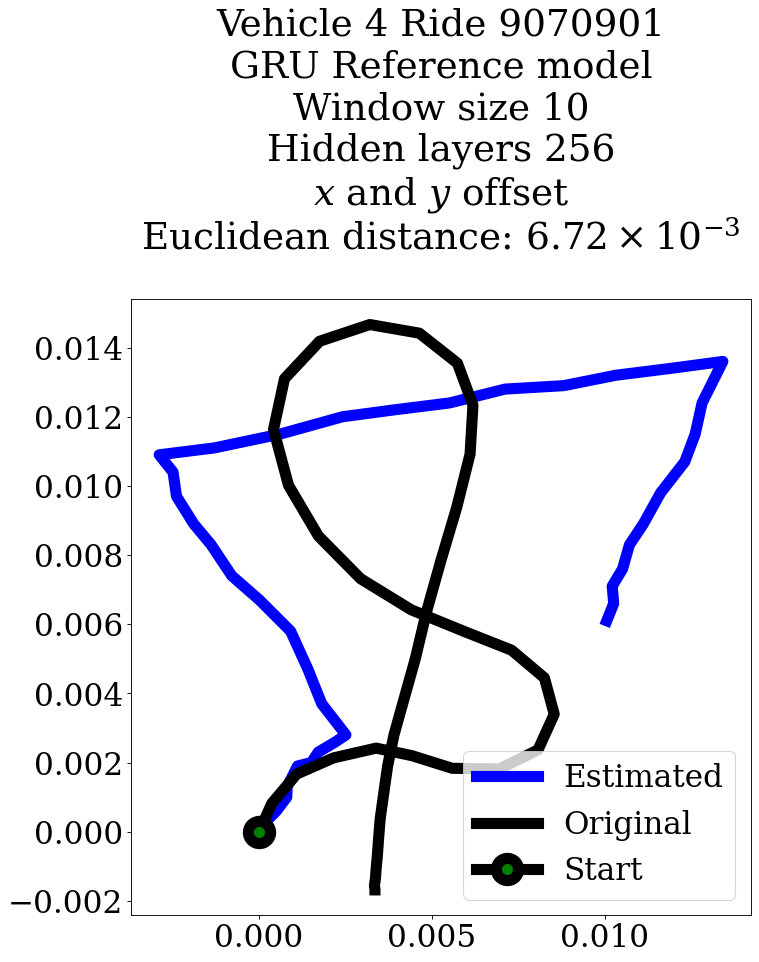 Vehicle 4 Ride 9070901
GRU Reference model
Window size 10
Hidden layers 256
x and y offset
Euclidean distance: 6.72 × 10⁻³
0.014
0.012
0.010
0.008
0.006
0.004
0.002
0.000
−0.002
Estimated
Original
Start
0.000 0.005 0.010